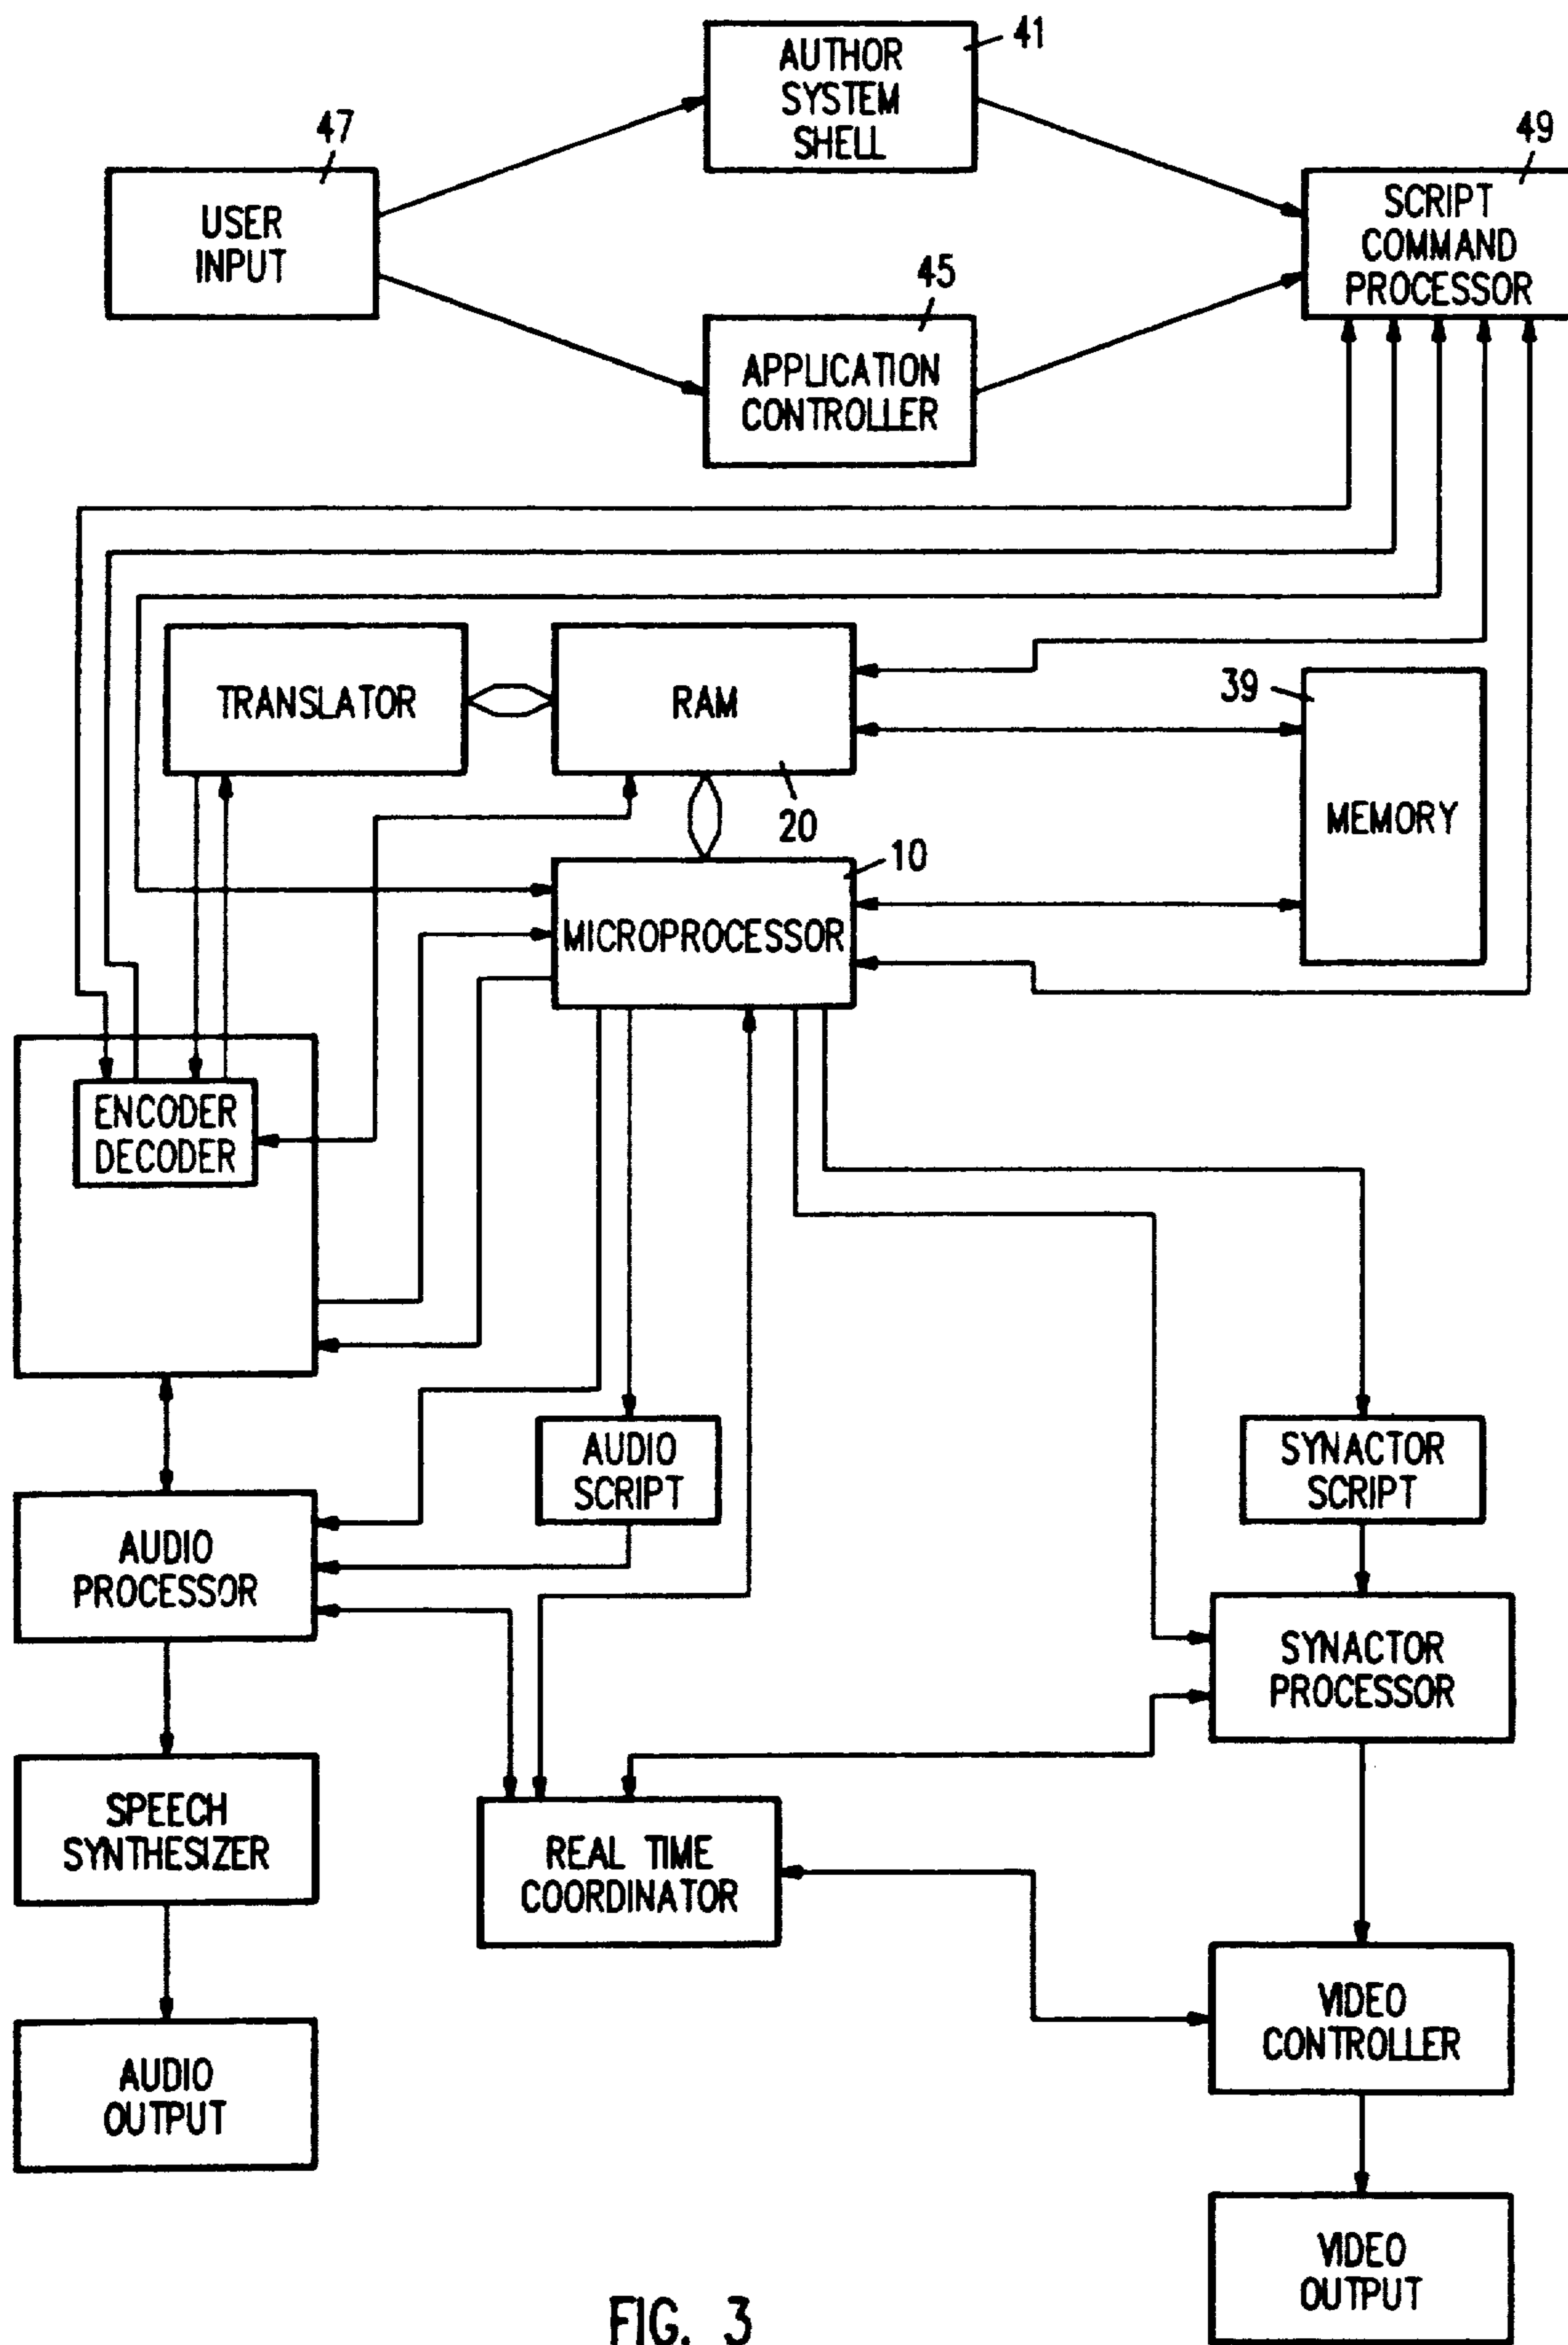 41
AUTHOR
SYSTEM
SHELL
47
USER
INPUT
49
SCRIPT
COMMAND
PROCESSOR
45
APPLICATION
CONTROLLER
TRANSLATOR
RAM
20
39
MEMORY
10
MICROPROCESSOR
ENCODER
DECODER
AUDIO
SCRIPT
SYNACTOR
SCRIPT
AUDIO
PROCESSOR
SYNACTOR
PROCESSOR
SPEECH
SYNTHESIZER
REAL TIME
COORDINATOR
VIDEO
CONTROLLER
AUDIO
OUTPUT
VIDEO
OUTPUT
FIG. 3